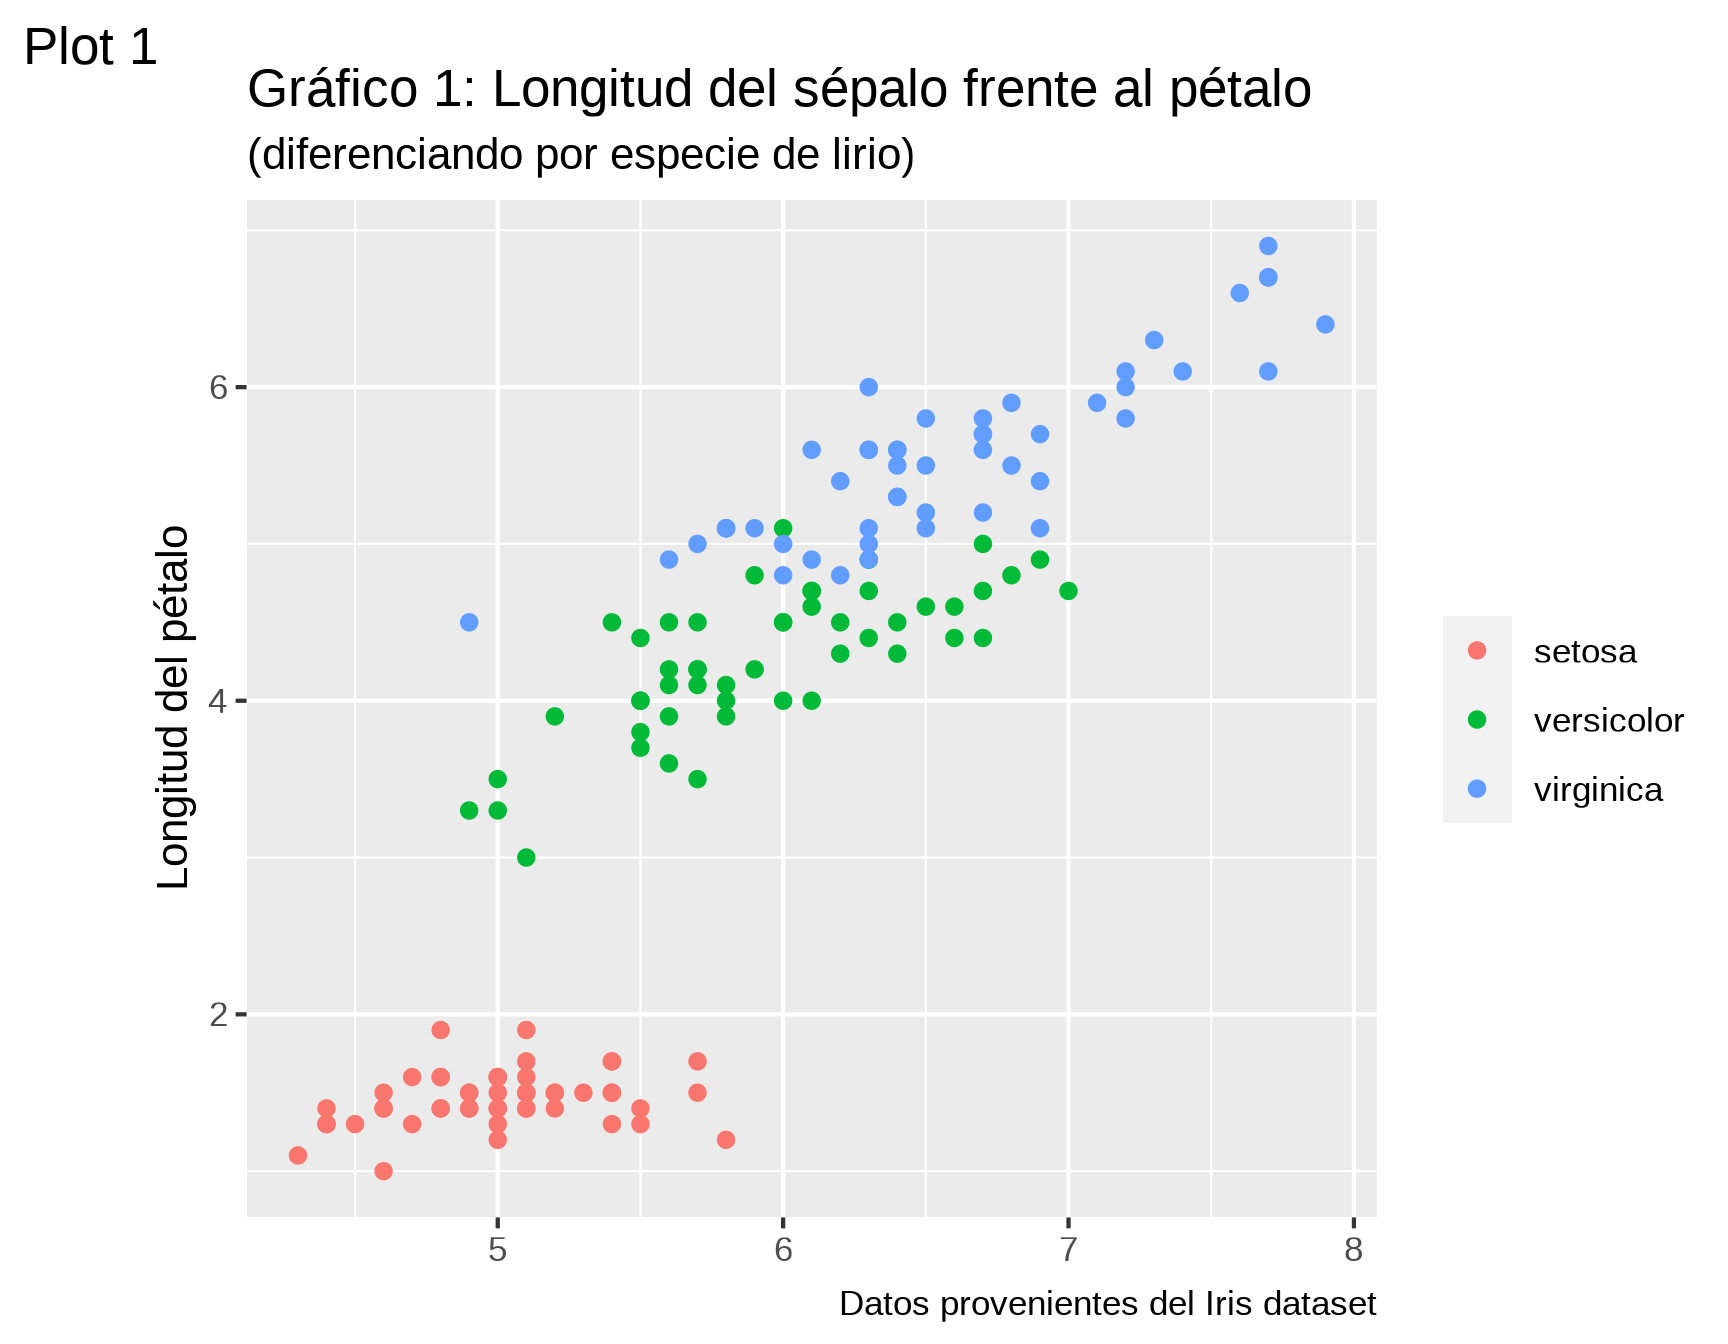 Plot 1
Gráfico 1: Longitud del sépalo frente al pétalo
(diferenciando por especie de lirio)
Longitud del pétalo
6
4
2
5 6 7 8
setosa
versicolor
virginica
Datos provenientes del Iris dataset